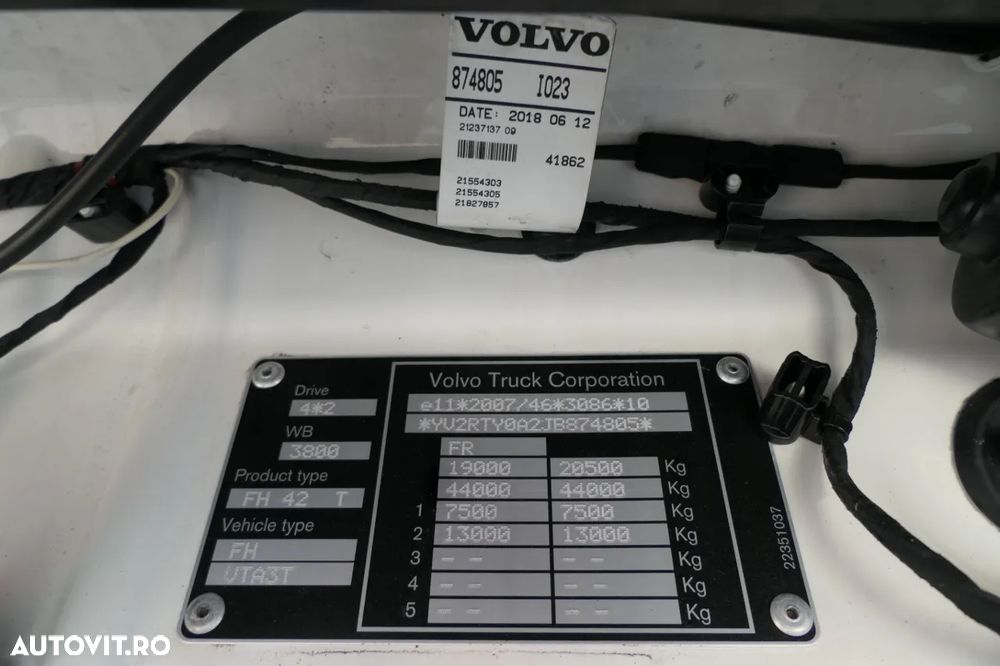 VOLVO
874805 I023
DATE: 2018 06 12
21237137 09
41862
21554303
21554305
21827857
Drive
4*2
WB
3800
Product type
FH 42 T
Vehicle type
FH
VTA3T
Volvo Truck Corporation
e11*2007/46*3086*10
*YV2RTY0A2JB874805*
FR
19000 20500 Kg
44000 44000 Kg
1 7500 7500 Kg
2 13000 13000 Kg
3 -- -- Kg
4 -- -- Kg
5 -- -- Kg
22351037
AUTOVIT.RO